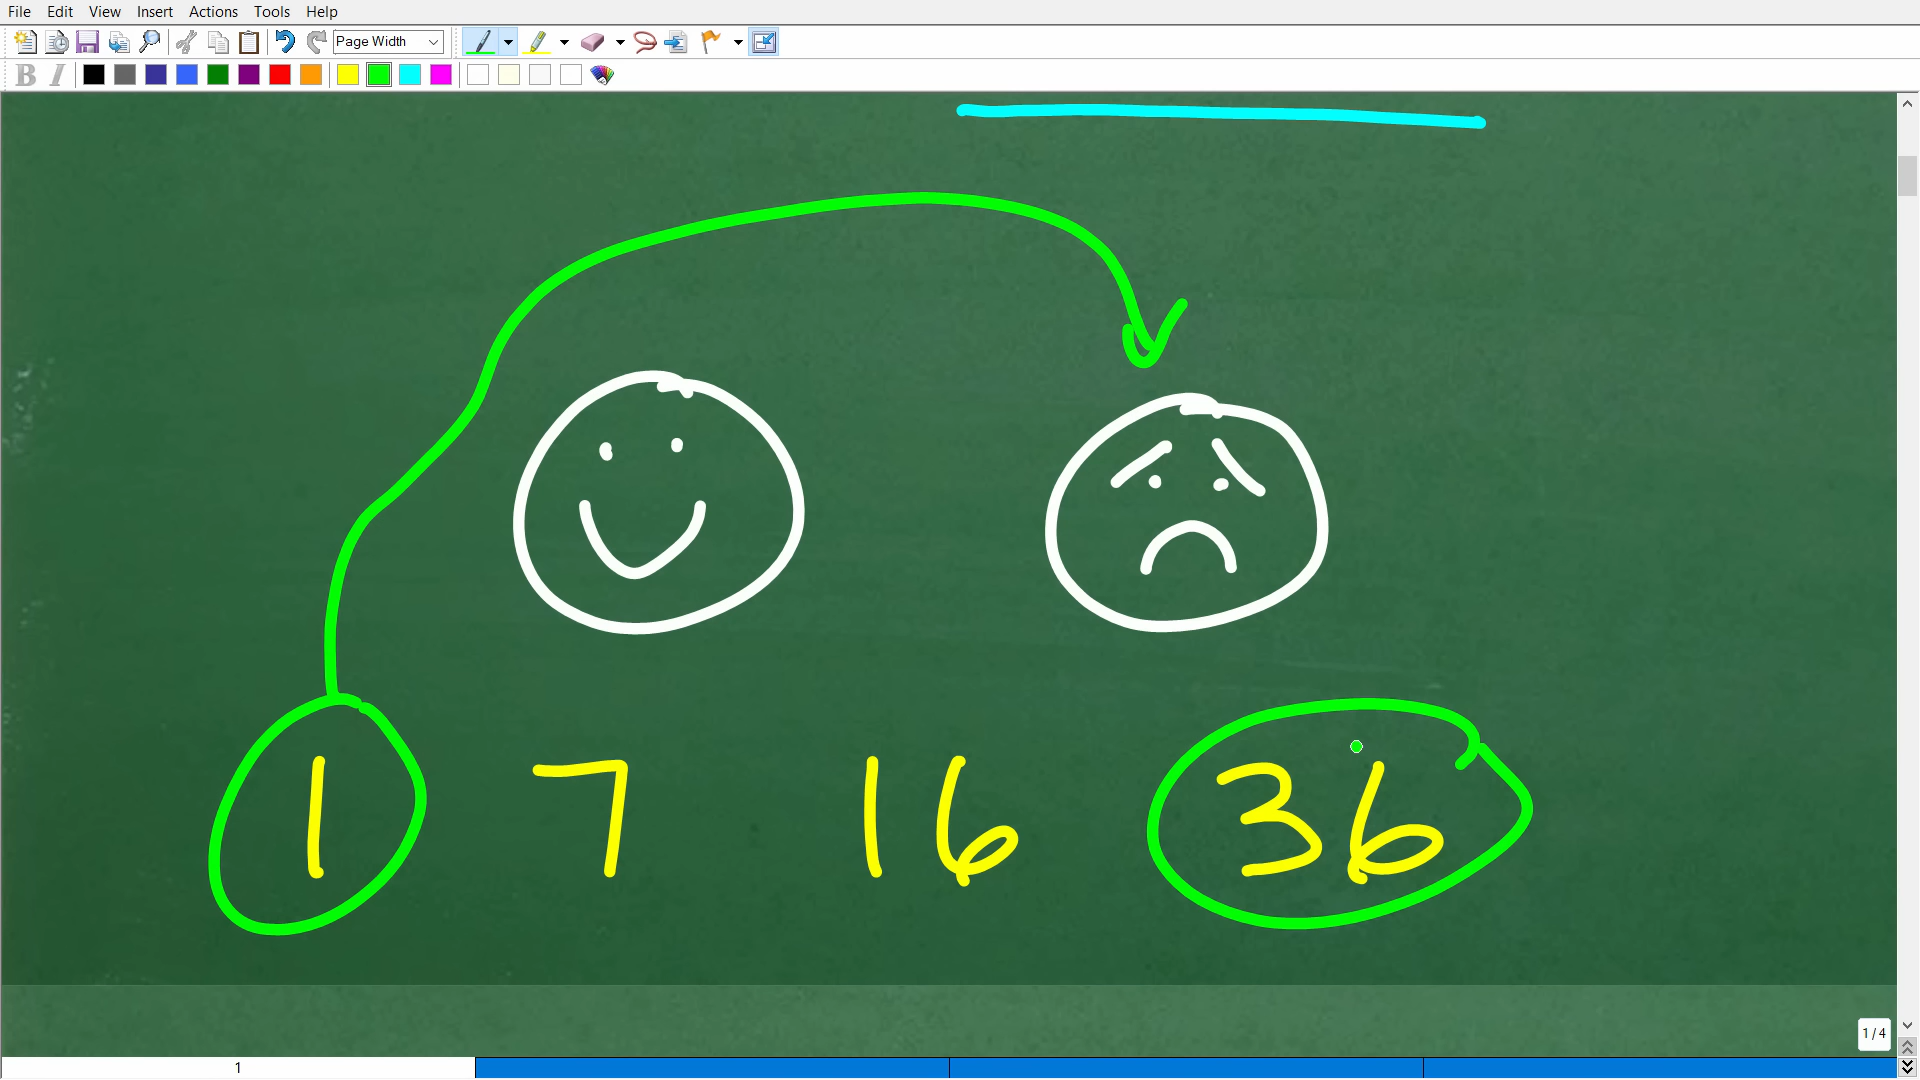 File Edit View Insert Actions Tools Help
Page Width
B I
1 7 16 36
1 / 4
1